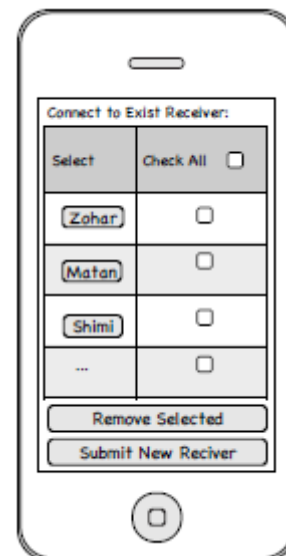 Connect to Exist Receiver:
Select Check All
Zohar
Matan
Shimi
...
Remove Selected
Submit New Reciver